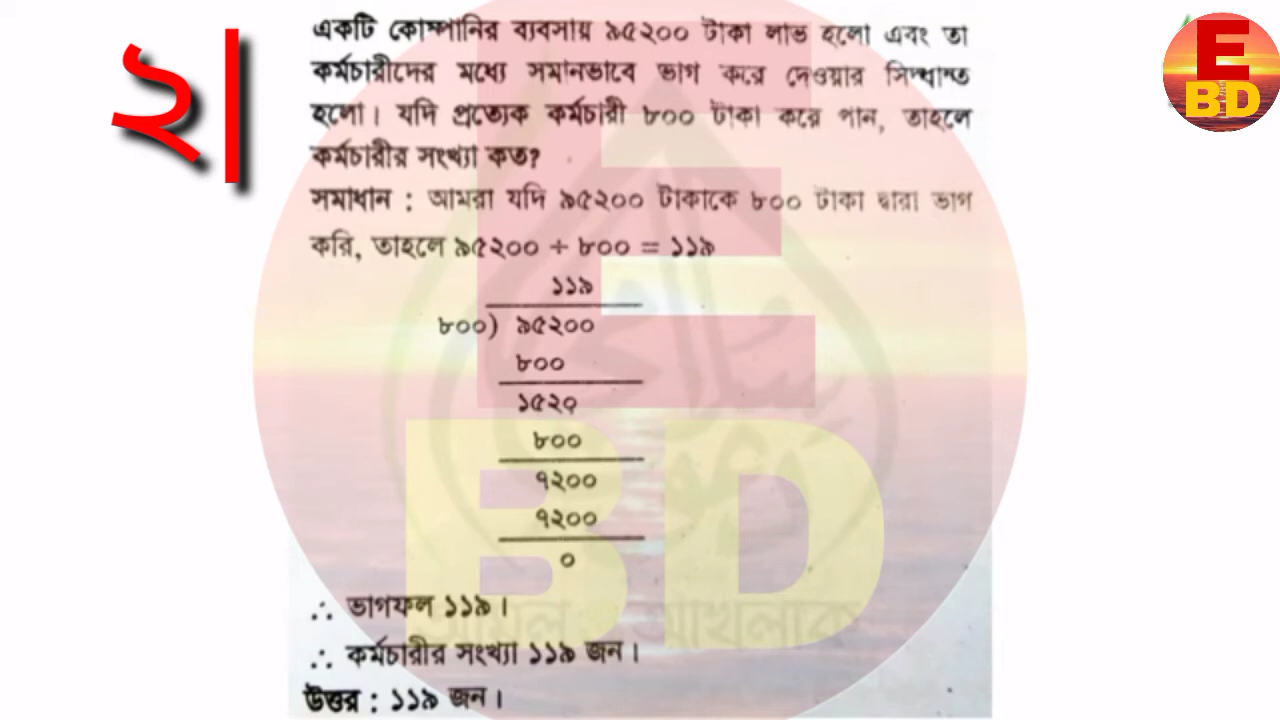 ২|
E
BD
একটি কোম্পানির ব্যবসায় ৯৫২০০ টাকা লাভ হলো এবং তা
কর্মচারীদের মধ্যে সমানভাবে ভাগ করে দেওয়ার সিদ্ধান্ত
হলো। যদি প্রত্যেক কর্মচারী ৮০০ টাকা করে পান, তাহলে
কর্মচারীর সংখ্যা কত?
সমাধান : আমরা যদি ৯৫২০০ টাকাকে ৮০০ টাকা দ্বারা ভাগ
করি, তাহলে ৯৫২০০ ÷ ৮০০ = ১১৯
১১৯
৮০০) ৯৫২০০
৮০০
১৫২০
৮০০
৭২০০
৭২০০
০
∴ ভাগফল ১১৯।
∴ কর্মচারীর সংখ্যা ১১৯ জন।
উত্তর : ১১৯ জন।
E
BD